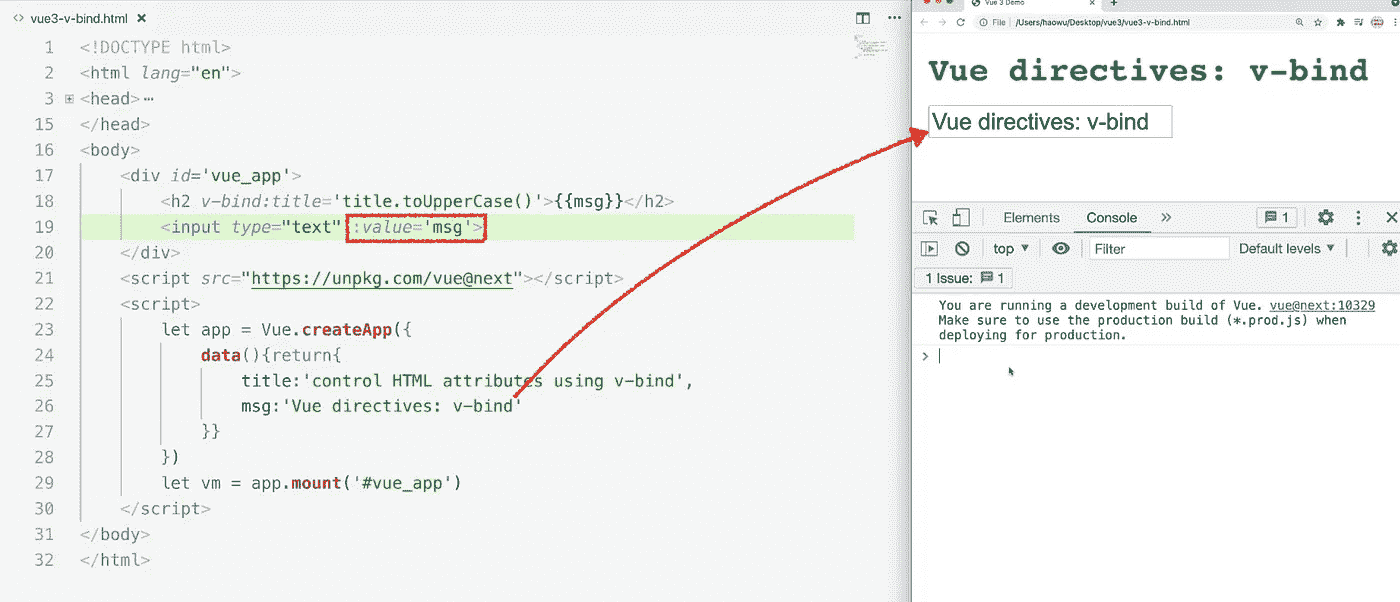 vue3-v-bind.html
1 <!DOCTYPE html>
2 <html lang="en">
3 <head>
15 </head>
16 <body>
17 <div id='vue_app'>
18 <h2 v-bind:title='title.toUpperCase()'>{{msg}}</h2>
19 <input type="text" :value='msg'>
20 </div>
21 <script src="https://unpkg.com/vue@next"></script>
22 <script>
23 let app = Vue.createApp({
24 data(){return{
25 title:'control HTML attributes using v-bind',
26 msg:'Vue directives: v-bind'
27 }}
28 })
29 let vm = app.mount('#vue_app')
30 </script>
31 </body>
32 </html>
Vue 3 Demo
File /Users/haowu/Desktop/vue3/vue3-v-bind.html
Vue directives: v-bind
Vue directives: v-bind
Elements Console » 1
top Filter Default levels
1 Issue: 1
You are running a development build of Vue. vue@next:10329
Make sure to use the production build (*.prod.js) when
deploying for production.